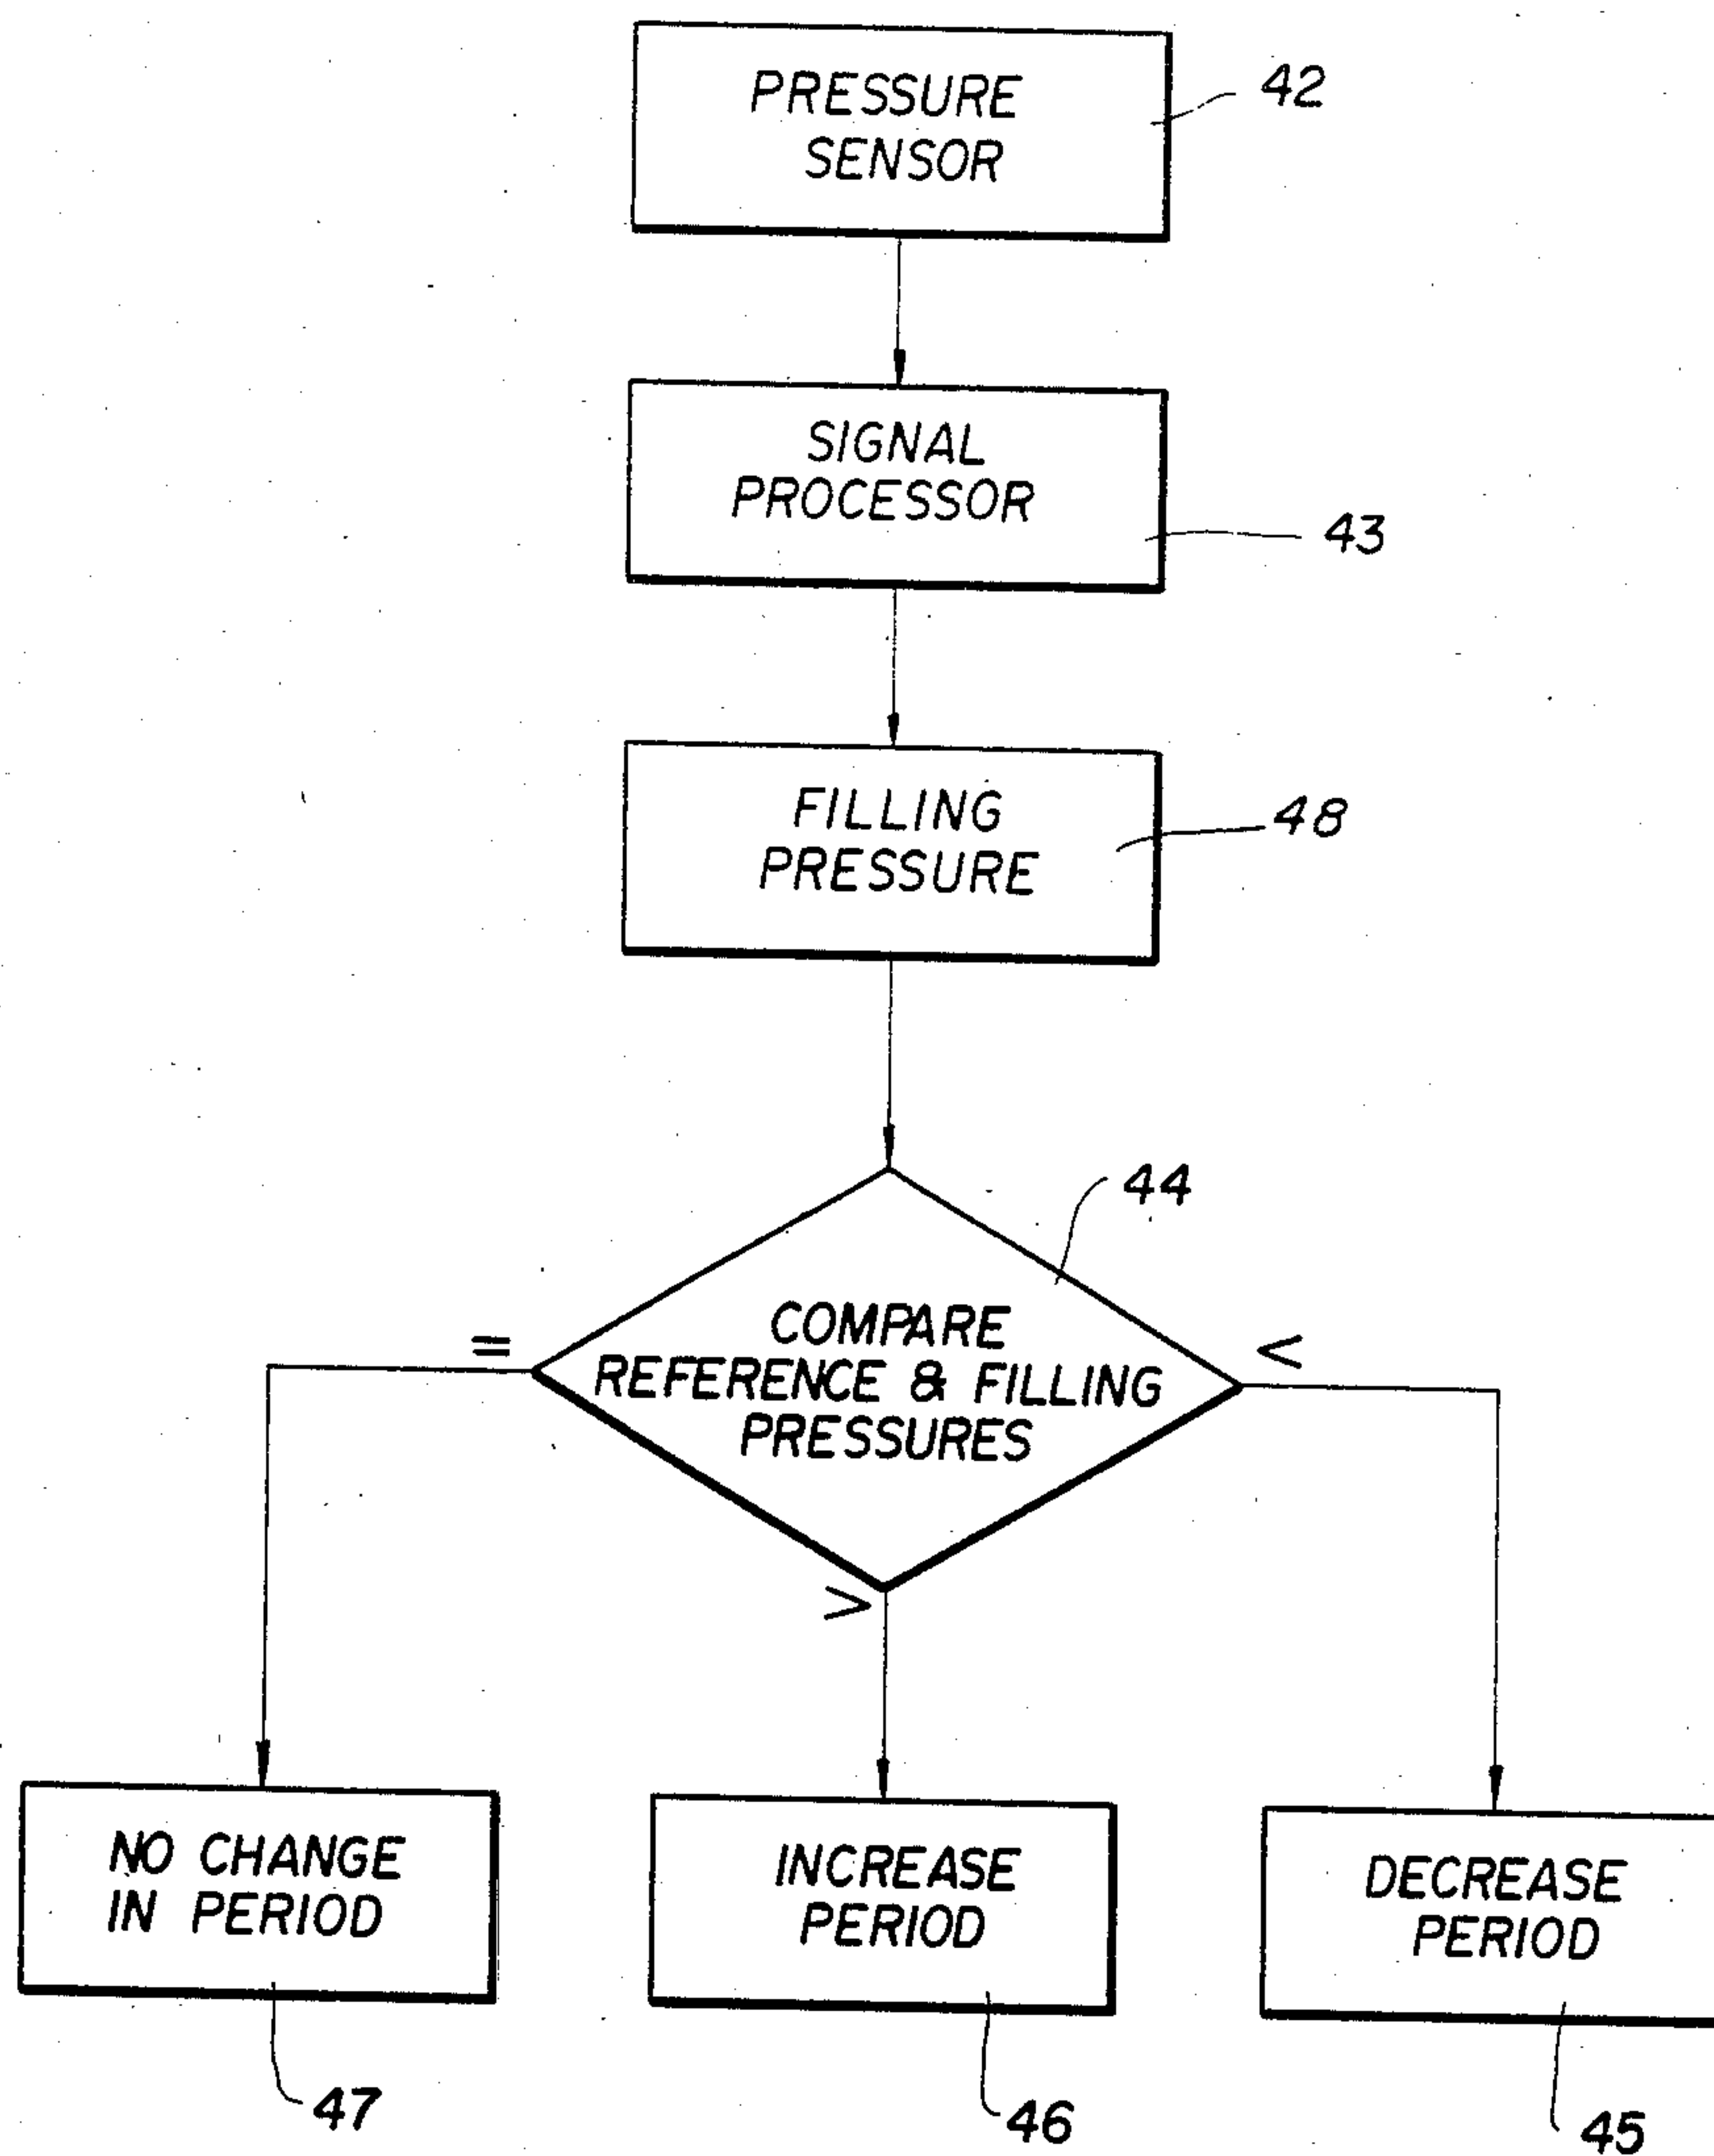 PRESSURE
SENSOR
42
SIGNAL
PROCESSOR
43
FILLING
PRESSURE
48
44
COMPARE
REFERENCE & FILLING
PRESSURES
=
<
>
NO CHANGE
IN PERIOD
INCREASE
PERIOD
DECREASE
PERIOD
47
46
45